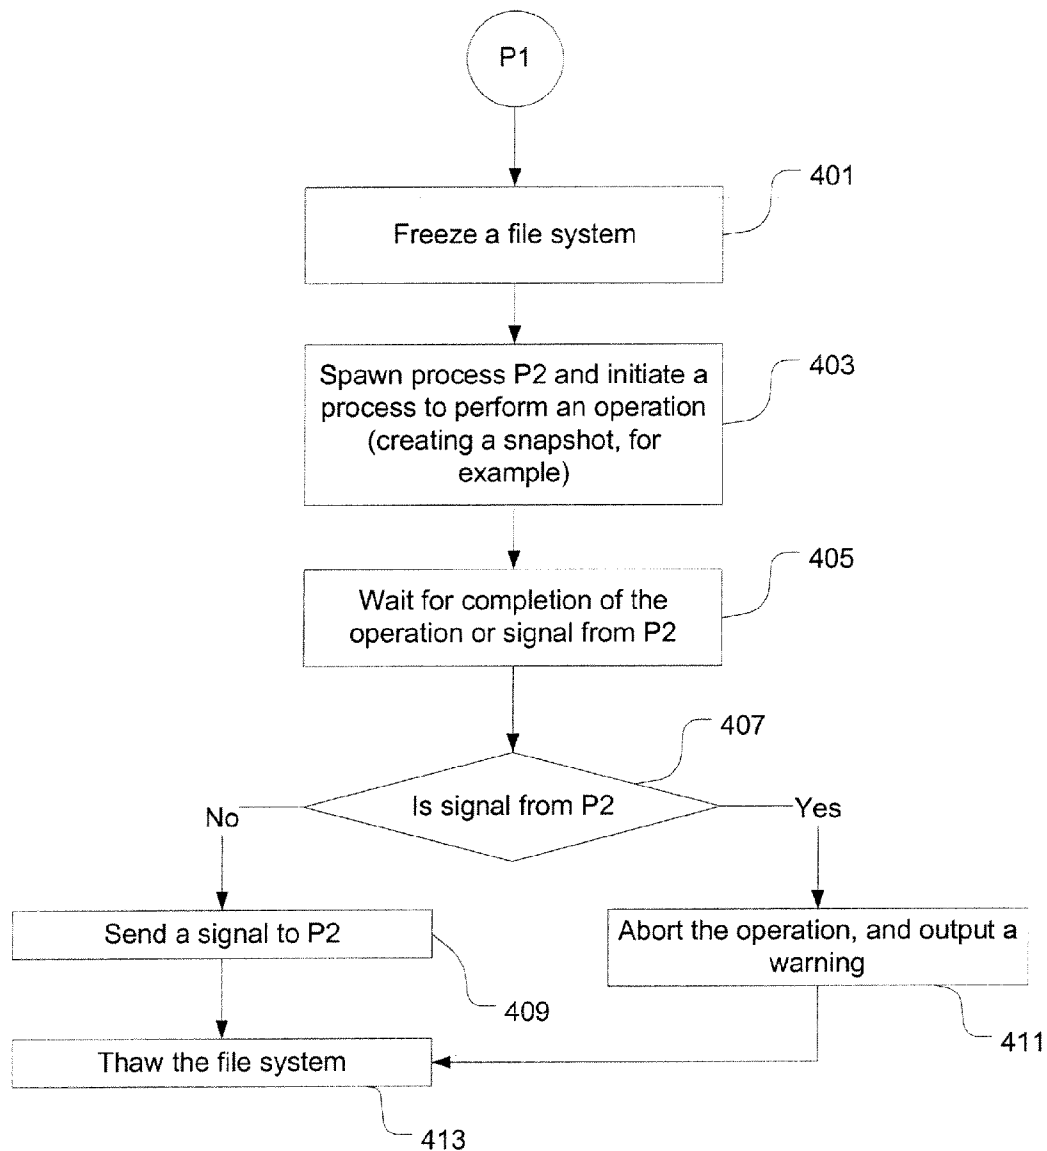 P1
401
Freeze a file system
403
Spawn process P2 and initiate a
process to perform an operation
(creating a snapshot, for
example)
405
Wait for completion of the
operation or signal from P2
407
Is signal from P2
No
Yes
Send a signal to P2
Abort the operation, and output a
warning
409
411
Thaw the file system
413